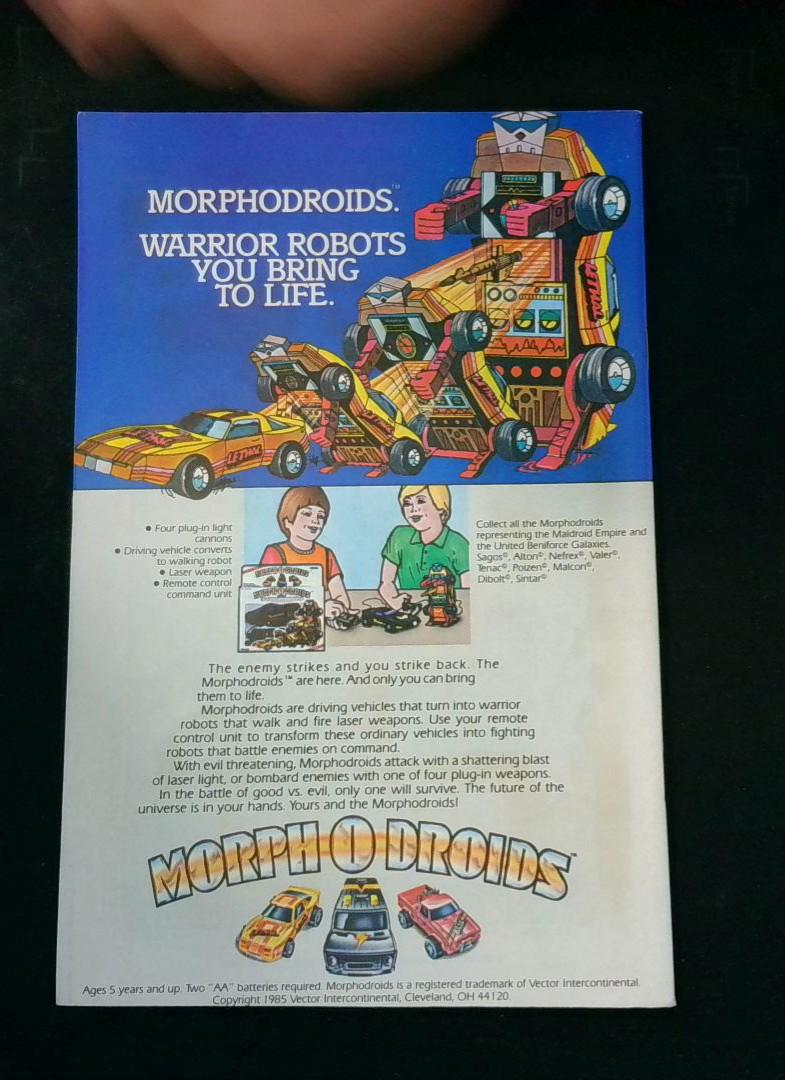 MORPHODROIDS.™
WARRIOR ROBOTS
YOU BRING
TO LIFE.
LETHAL
LETHAL
LETHAL
LETHAL
• Four plug-in light
cannons
• Driving vehicle converts
to walking robot
• Laser weapon
• Remote control
command unit
Collect all the Morphodroids
representing the Maidroid Empire and
the United Beniforce Galaxies.
Sagos©, Alton©, Nefrex©, Valer©,
Tenac©, Poizen©, Malcon©,
Dibolt©, Sintar©
The enemy strikes and you strike back. The
Morphodroids™ are here. And only you can bring
them to life.
Morphodroids are driving vehicles that turn into warrior
robots that walk and fire laser weapons. Use your remote
control unit to transform these ordinary vehicles into fighting
robots that battle enemies on command.
With evil threatening, Morphodroids attack with a shattering blast
of laser light, or bombard enemies with one of four plug-in weapons.
In the battle of good vs. evil, only one will survive. The future of the
universe is in your hands. Yours and the Morphodroids!
MORPH O DROIDS™
Ages 5 years and up. Two "AA" batteries required. Morphodroids is a registered trademark of Vector Intercontinental.
Copyright 1985 Vector Intercontinental, Cleveland, OH 44120.